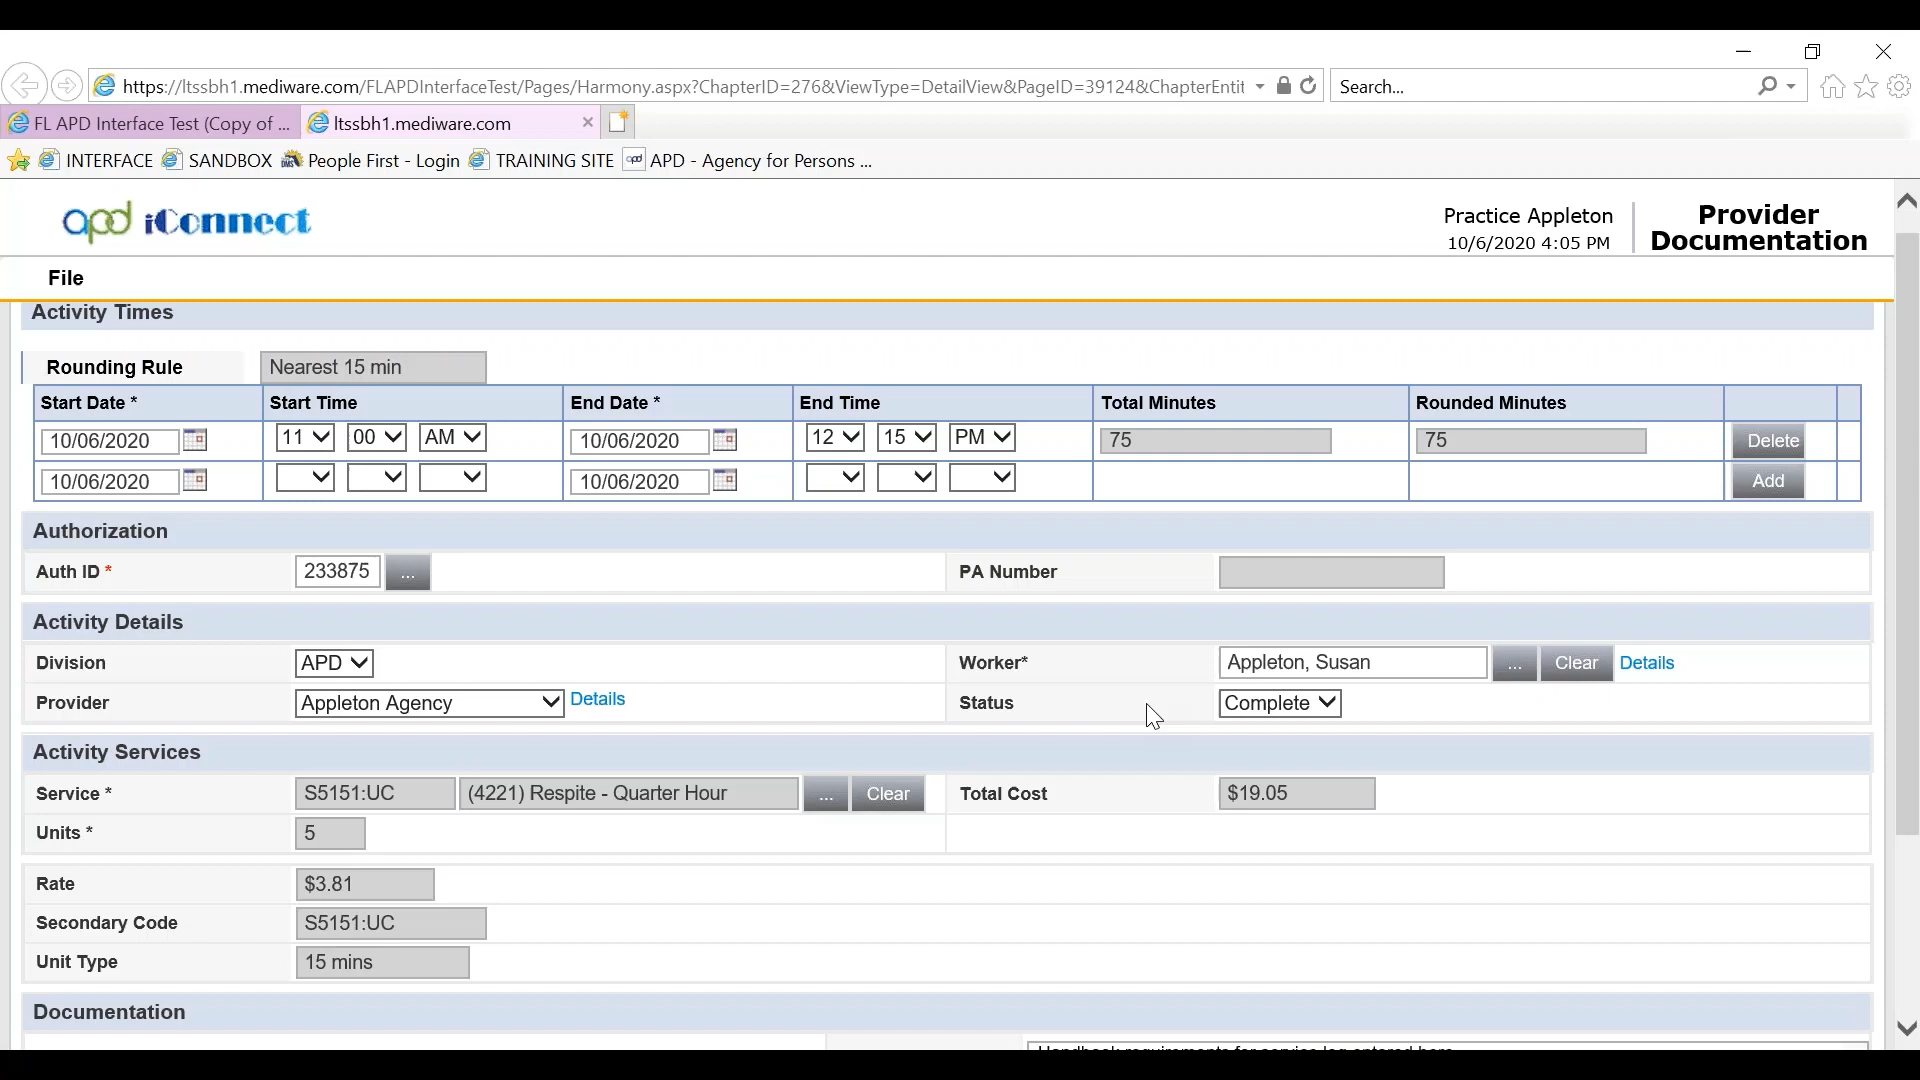 https://ltssbh1.mediware.com/FLAPDInterfaceTest/Pages/Harmony.aspx?ChapterID=276&ViewType=DetailView&PageID=39124&ChapterEntit
Search...
FL APD Interface Test (Copy of ...
ltssbh1.mediware.com
INTERFACE SANDBOX People First - Login TRAINING SITE APD - Agency for Persons ...
apd iConnect
Practice Appleton
10/6/2020 4:05 PM
Provider
Documentation
File
Activity Times
Rounding Rule Nearest 15 min
Start Date * Start Time End Date * End Time Total Minutes Rounded Minutes
10/06/2020 11 00 AM 10/06/2020 12 15 PM 75 75 Delete
10/06/2020 10/06/2020 Add
Authorization
Auth ID * 233875 ... PA Number
Activity Details
Division APD Worker* Appleton, Susan ... Clear Details
Provider Appleton Agency Details Status Complete
Activity Services
Service * S5151:UC (4221) Respite - Quarter Hour ... Clear Total Cost $19.05
Units * 5
Rate $3.81
Secondary Code S5151:UC
Unit Type 15 mins
Documentation